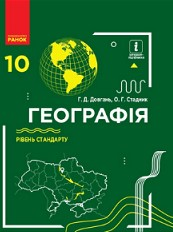 РАНОК
10
Г. Д. Довгань, О. Г. Стадник
ГЕОГРАФІЯ
РІВЕНЬ СТАНДАРТУ